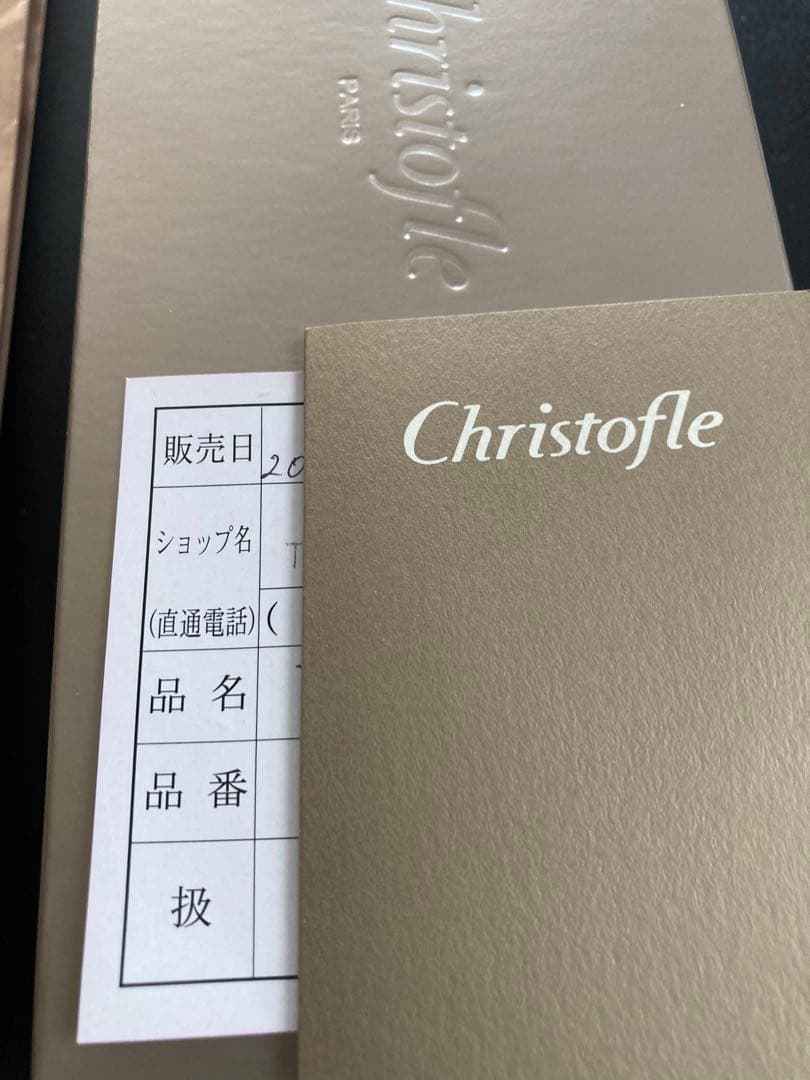 Christofle
PARIS
Christofle
販売日 20
ショップ名 T
(直通電話) (
品名
品番
扱